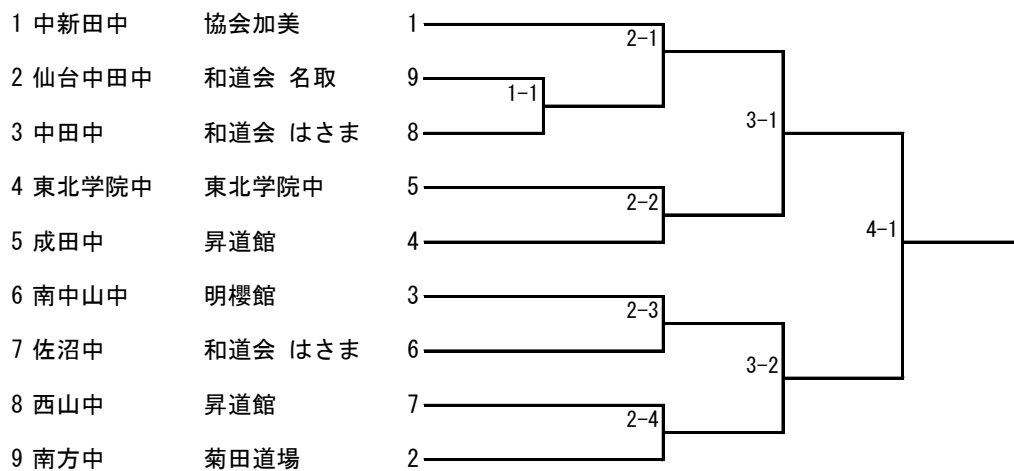 1 中新田中 協会加美 1
2-1
2 仙台中田中 和道会 名取 9
1-1
3 中田中 和道会 はさま 8
3-1
4 東北学院中 東北学院中 5
2-2
5 成田中 昇道館 4
4-1
6 南中山中 明櫻館 3
2-3
7 佐沼中 和道会 はさま 6
3-2
8 西山中 昇道館 7
2-4
9 南方中 菊田道場 2